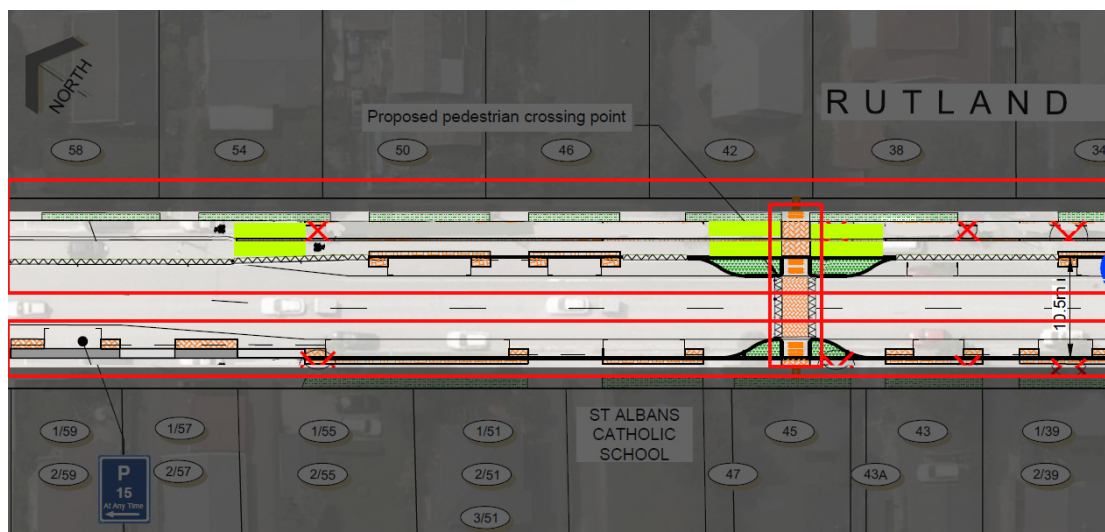 NORTH
Proposed pedestrian crossing point
RUTLAND
58
54
50
46
42
38
34
10.5m
ST ALBANS
CATHOLIC
SCHOOL
1/59
1/57
1/55
1/51
45
43
1/39
2/59
2/57
2/55
2/51
47
43A
2/39
3/51
P
15
At Any Time